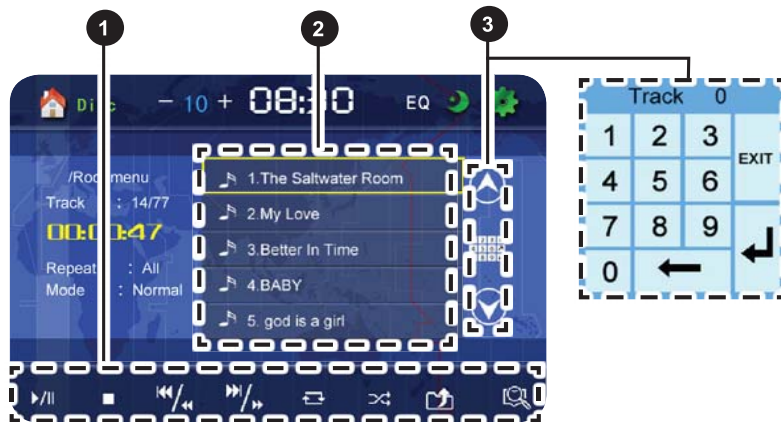 1 2 3
Disc − 10 + 08:30 EQ
/Root menu
Track : 14/77
00:00:47
Repeat : All
Mode : Normal
1.The Saltwater Room
2.My Love
3.Better In Time
4.BABY
5. god is a girl
Track 0
1 2 3
EXIT
4 5 6
7 8 9
0